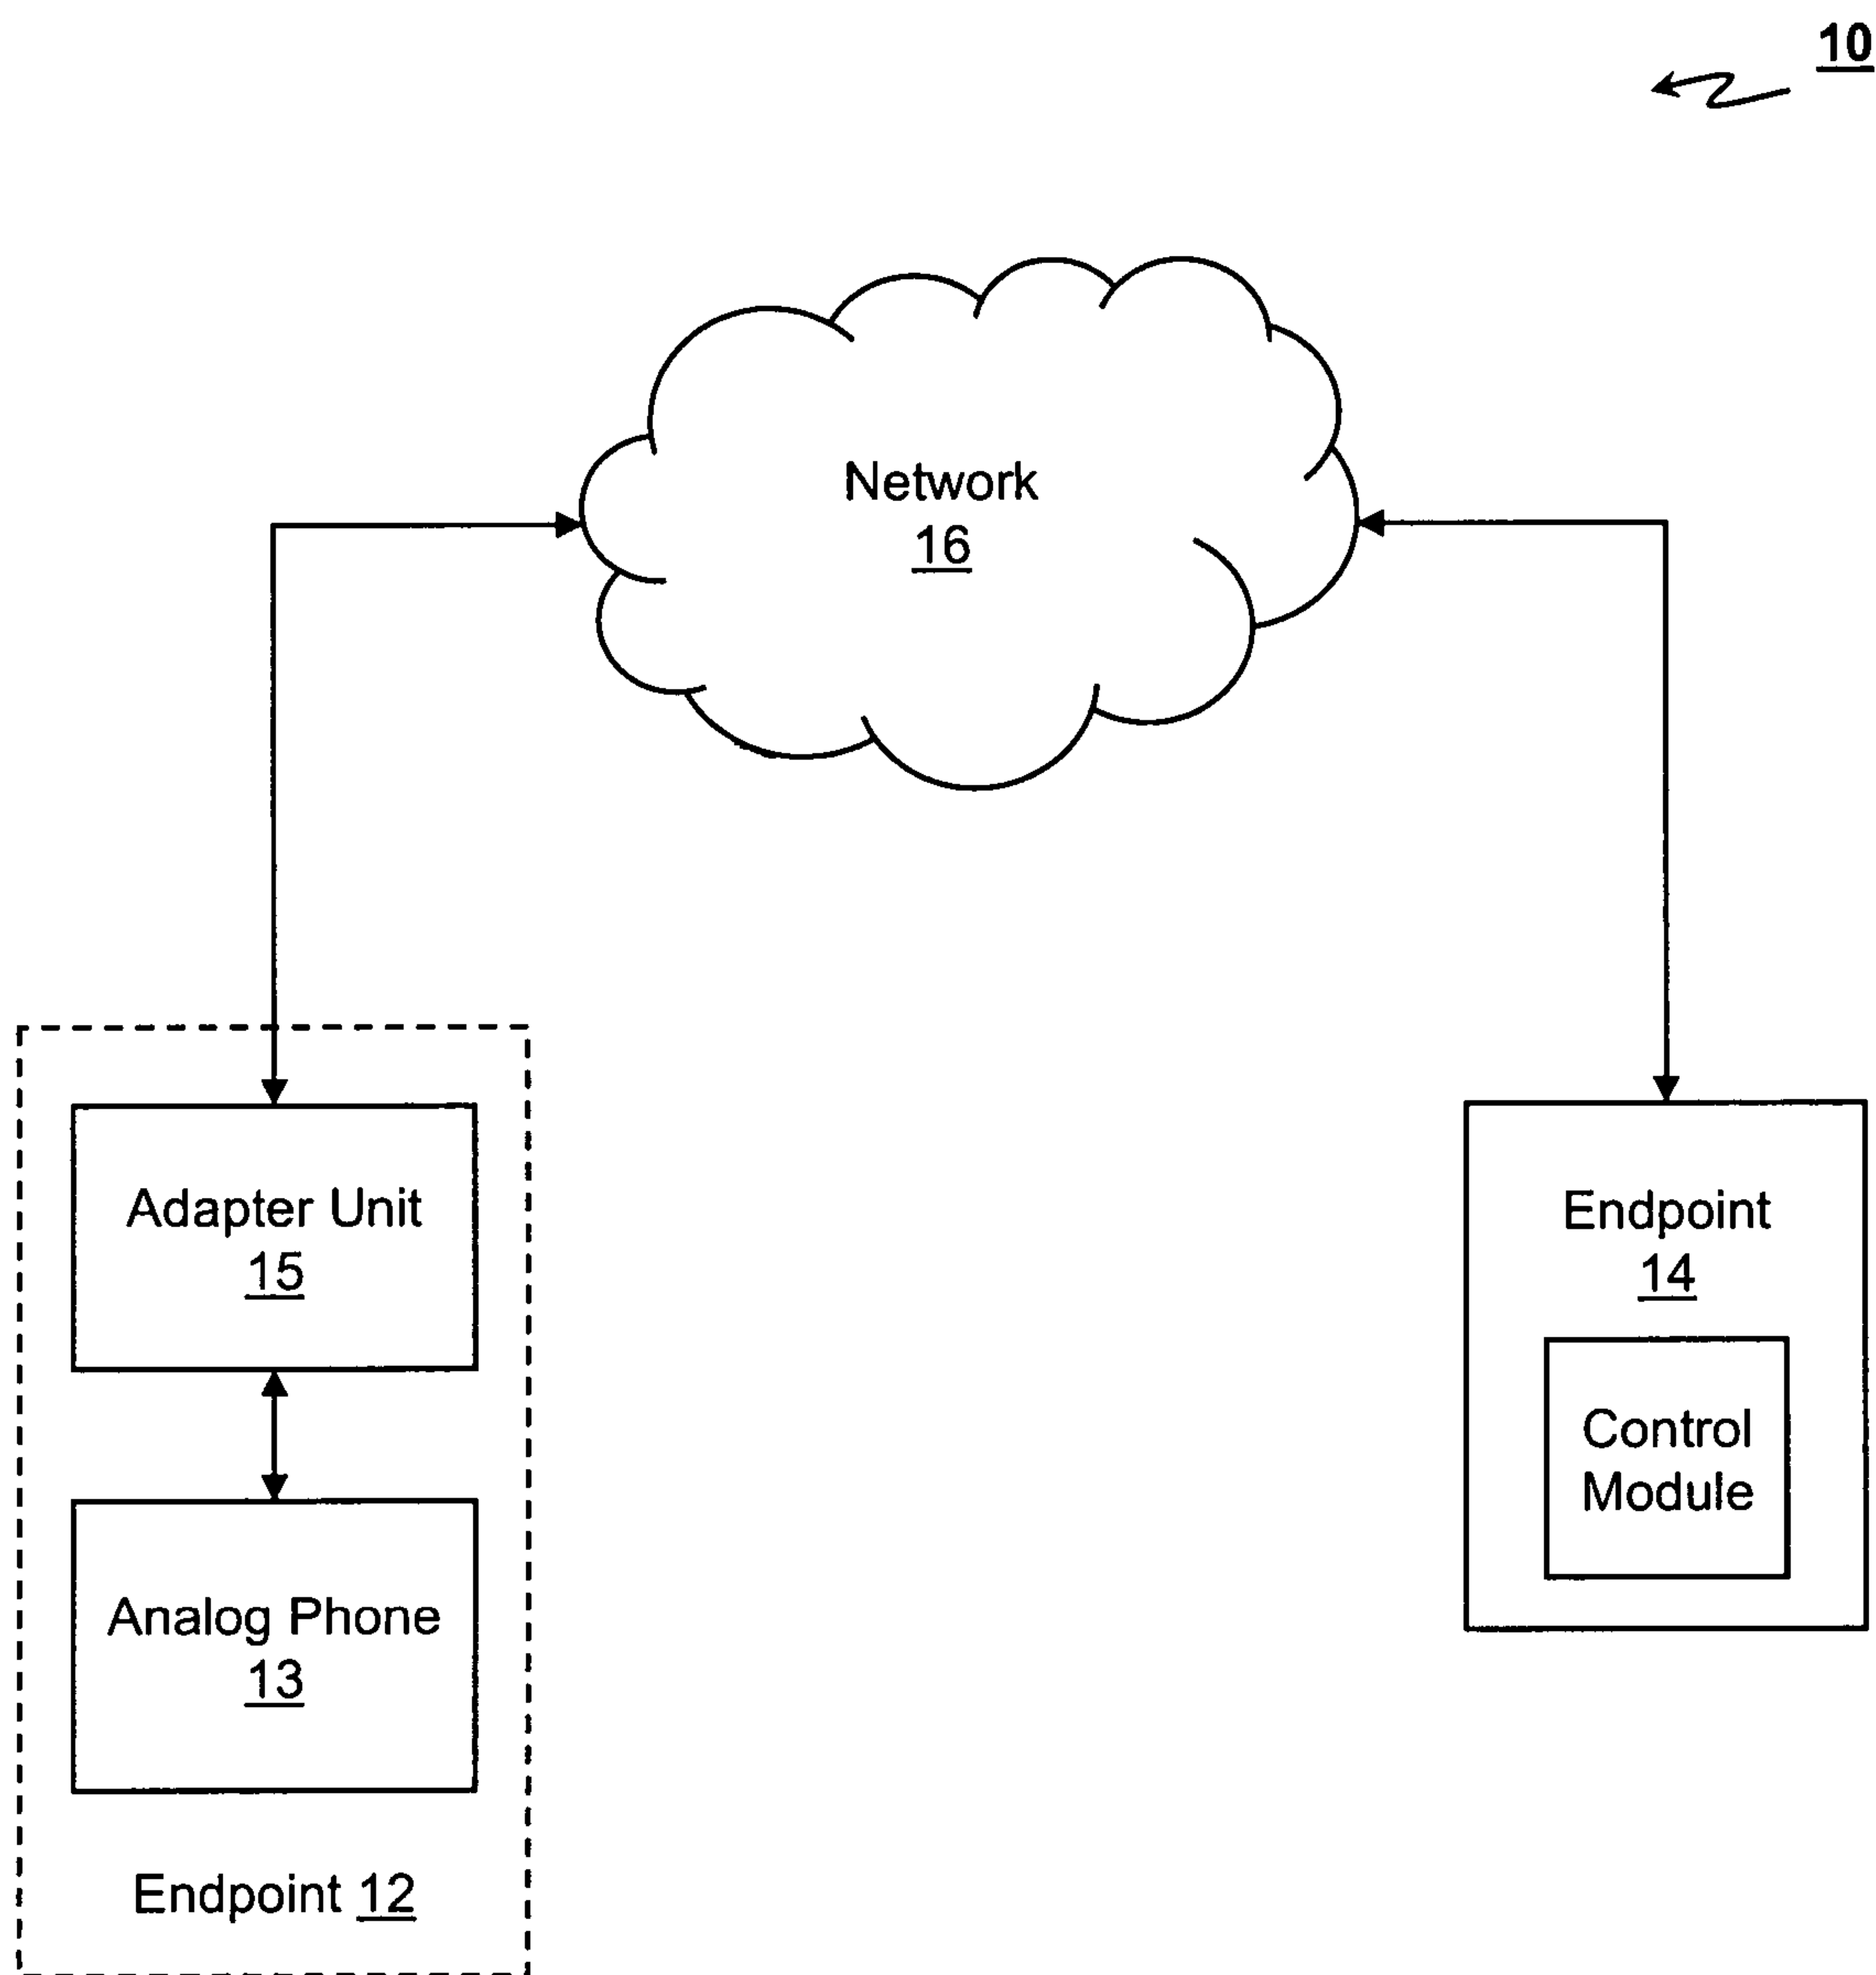 10
Network
16
Adapter Unit
15
Endpoint
14
Control
Module
Analog Phone
13
Endpoint 12